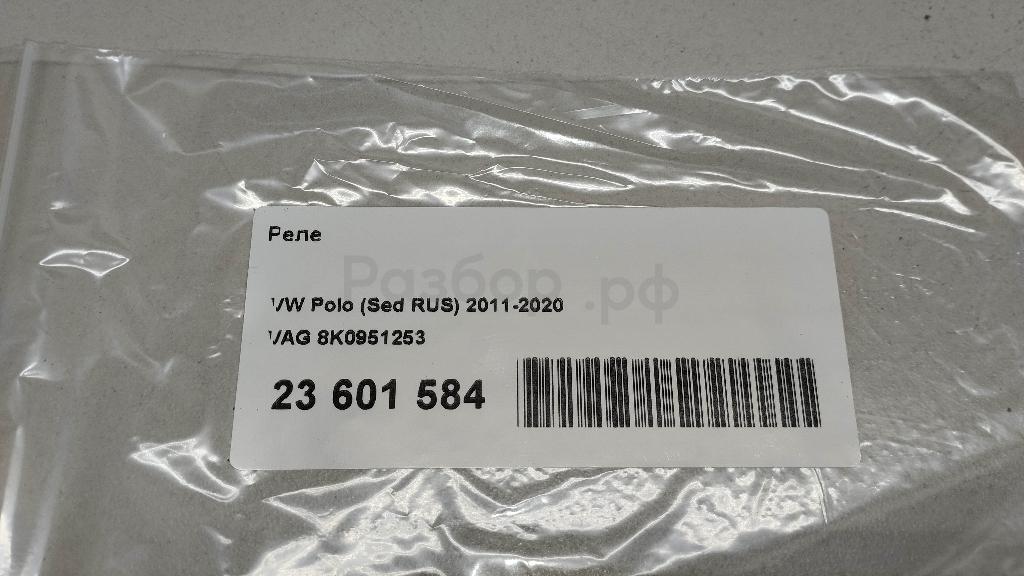 Реле
Разбор.рф
VW Polo (Sed RUS) 2011-2020
VAG 8K0951253
23 601 584